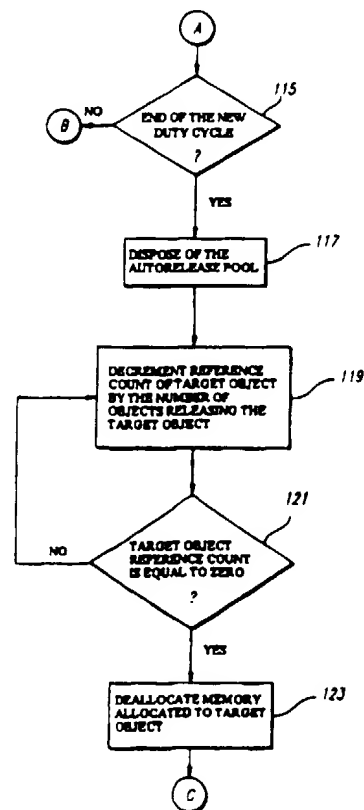 A
115
NO
B
END OF THE NEW
DUTY CYCLE
?
YES
DISPOSE OF THE
AUTORELEASE POOL
117
DECREMENT REFERENCE
COUNT OF TARGET OBJECT
BY THE NUMBER OF
OBJECTS RELEASING THE
TARGET OBJECT
119
121
NO
TARGET OBJECT
REFERENCE COUNT
IS EQUAL TO ZERO
?
YES
DEALLOCATE MEMORY
ALLOCATED TO TARGET
OBJECT
123
C